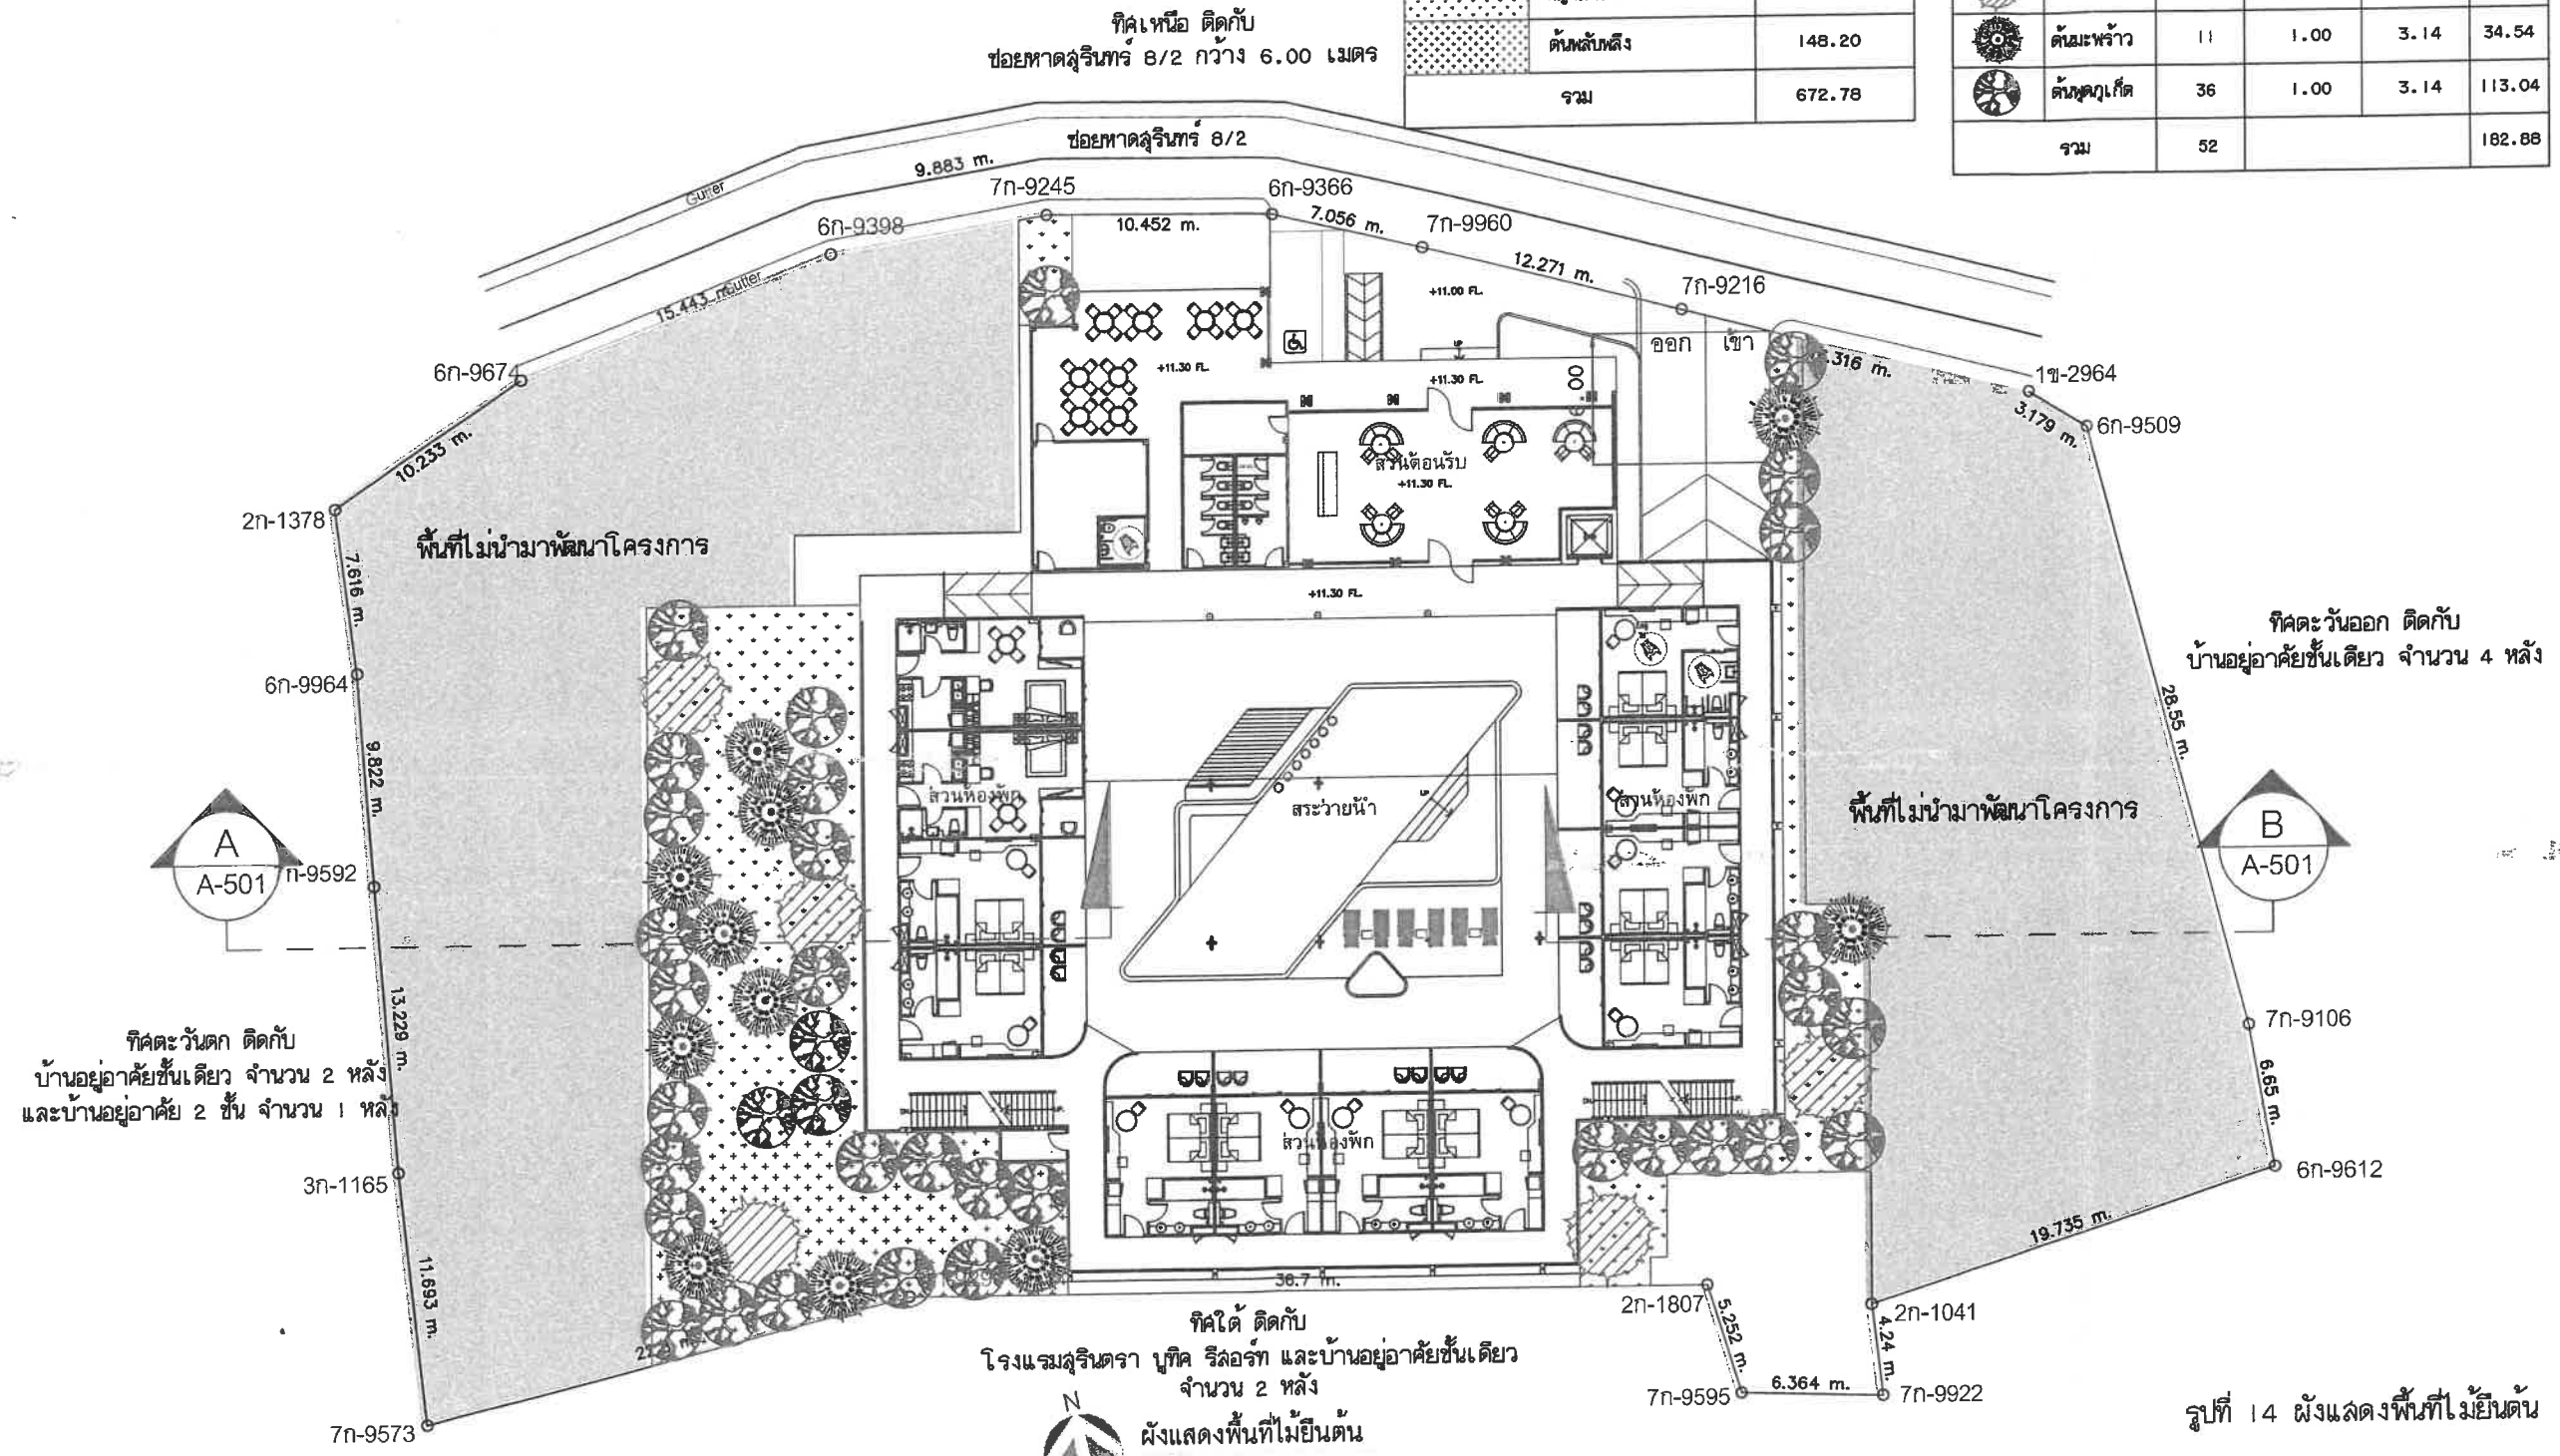 ทิศเหนือ ติดกับ
ซอยหาดสุรินทร์ 8/2 กว้าง 6.00 เมตร
ต้นพลับพลึง 148.20
รวม 672.78
ต้นมะพร้าว 11 1.00 3.14 34.54
ต้นพุดภูเก็ต 36 1.00 3.14 113.04
รวม 52 182.88
ซอยหาดสุรินทร์ 8/2
Gutter
9.883 m.
7ก-9245
6ก-9366
6ก-9398
10.452 m.
7.056 m.
7ก-9960
12.271 m.
7ก-9216
+11.00 FL.
15.443 m.
Gutter
ออก เข้า
.316 m.
1ข-2964
6ก-9674
+11.30 FL.
+11.30 FL.
3.179 m.
6ก-9509
10.233 m.
ส่วนต้อนรับ
+11.30 FL.
2ก-1378
พื้นที่ไม่นำมาพัฒนาโครงการ
7.616 m.
+11.30 FL.
ทิศตะวันออก ติดกับ
บ้านอยู่อาศัยชั้นเดียว จำนวน 4 หลัง
6ก-9964
28.55 m.
9.822 m.
ส่วนห้องพัก
สระว่ายน้ำ
ส่วนห้องพัก
พื้นที่ไม่นำมาพัฒนาโครงการ
A
A-501
ก-9592
B
A-501
13.229 m.
7ก-9106
ทิศตะวันตก ติดกับ
บ้านอยู่อาศัยชั้นเดียว จำนวน 2 หลัง
และบ้านอยู่อาศัย 2 ชั้น จำนวน 1 หลัง
6.65 m.
ส่วนห้องพัก
3ก-1165
6ก-9612
19.735 m.
11.693 m.
36.7 m.
2ก-1807
5.252 m.
2ก-1041
4.24 m.
ทิศใต้ ติดกับ
โรงแรมสุรินตรา บูทิค รีสอร์ท และบ้านอยู่อาศัยชั้นเดียว
จำนวน 2 หลัง
7ก-9595
6.364 m.
7ก-9922
7ก-9573
N
ผังแสดงพื้นที่ไม้ยืนต้น
รูปที่ 14 ผังแสดงพื้นที่ไม้ยืนต้น